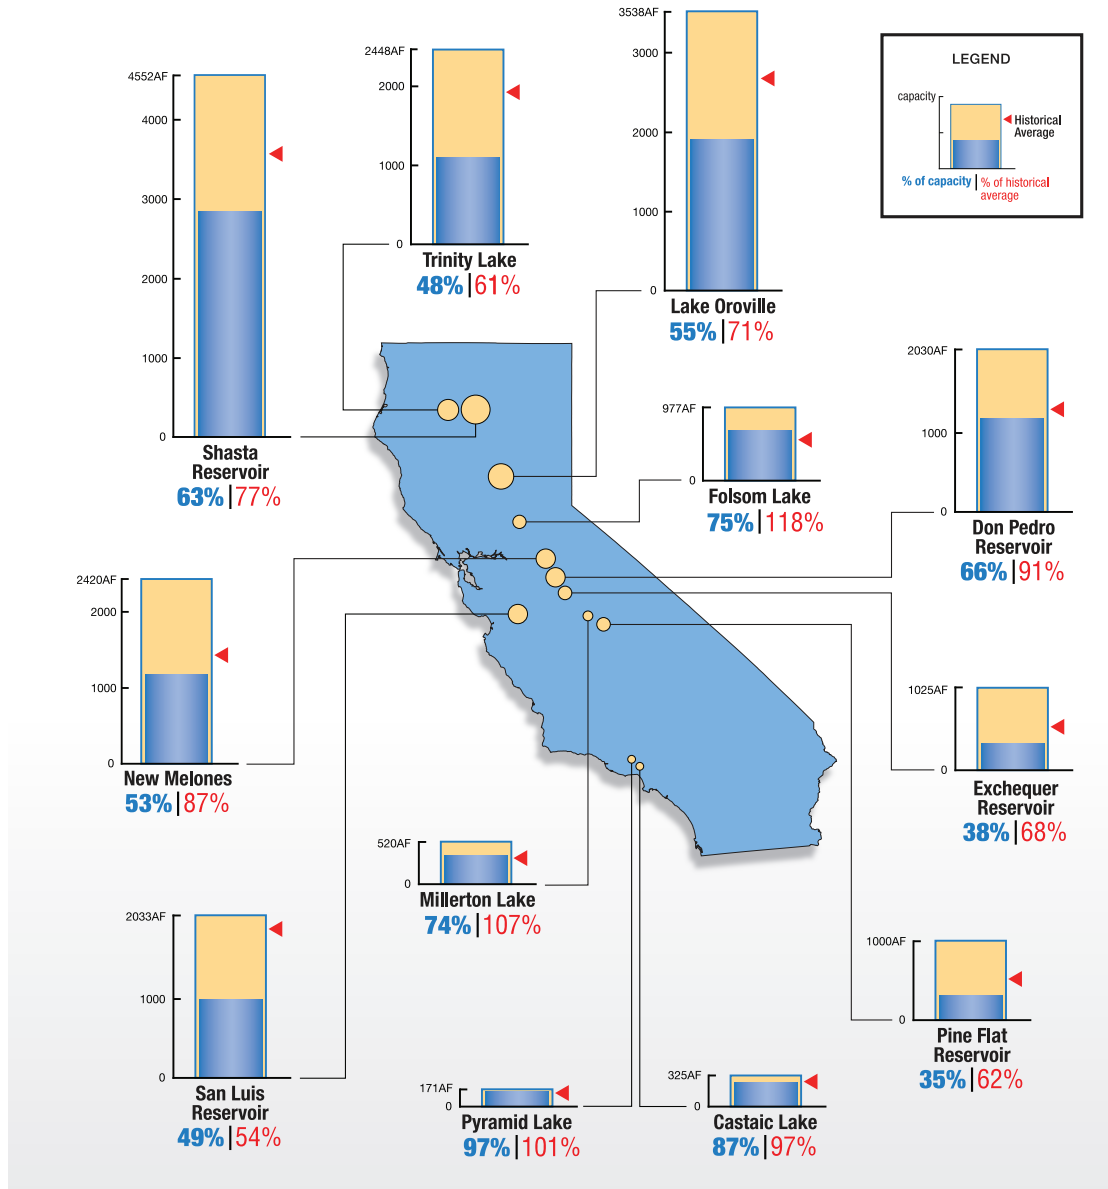 3538AF
3000
2000
1000
0
Lake Oroville
55% | 71%
LEGEND
capacity
Historical
Average
% of capacity | % of historical
average
2448AF
2000
1000
0
Trinity Lake
48% | 61%
4552AF
4000
3000
2000
1000
0
Shasta
Reservoir
63% | 77%
977AF
0
Folsom Lake
75% | 118%
2030AF
1000
0
Don Pedro
Reservoir
66% | 91%
2420AF
2000
1000
0
New Melones
53% | 87%
1025AF
0
Exchequer
Reservoir
38% | 68%
520AF
0
Millerton Lake
74% | 107%
2033AF
1000
0
San Luis
Reservoir
49% | 54%
1000AF
0
Pine Flat
Reservoir
35% | 62%
171AF
0
Pyramid Lake
97% | 101%
325AF
0
Castaic Lake
87% | 97%